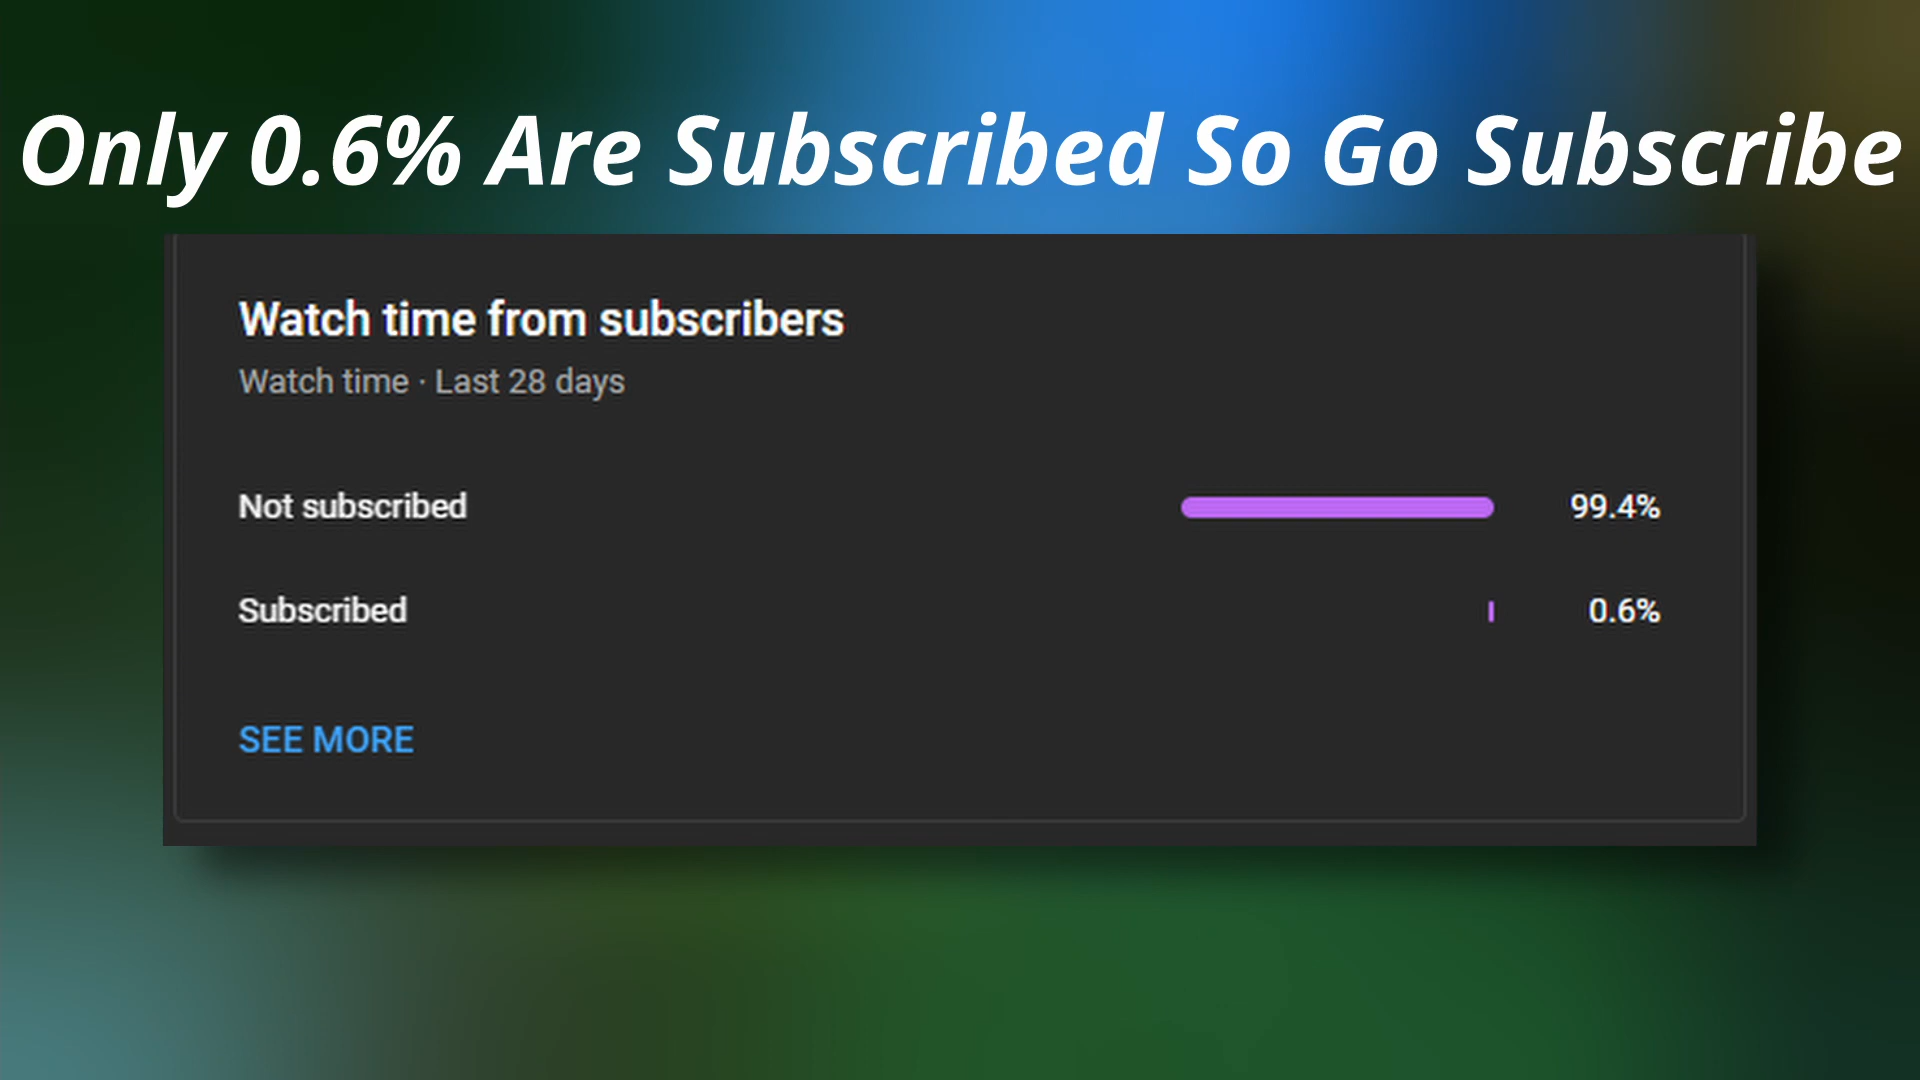 Only 0.6% Are Subscribed So Go Subscribe
Watch time from subscribers
Watch time · Last 28 days
Not subscribed 99.4%
Subscribed 0.6%
SEE MORE